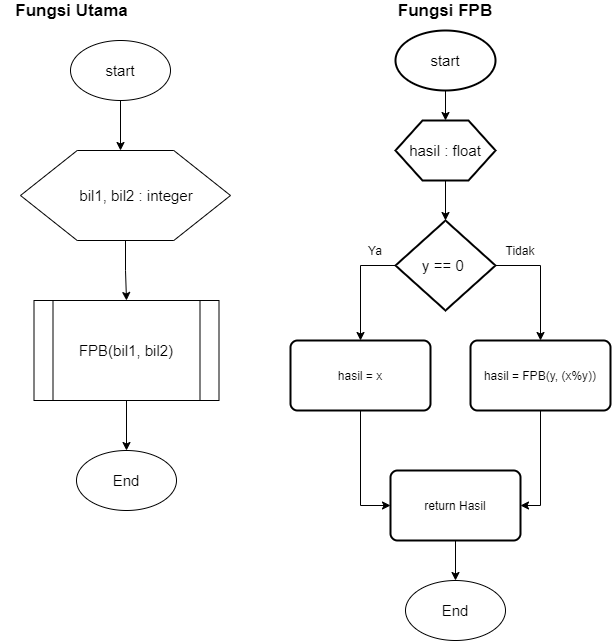 Fungsi Utama
start
bil1, bil2 : integer
FPB(bil1, bil2)
End
Fungsi FPB
start
hasil : float
y == 0
Ya
Tidak
hasil = x
hasil = FPB(y, (x%y))
return Hasil
End